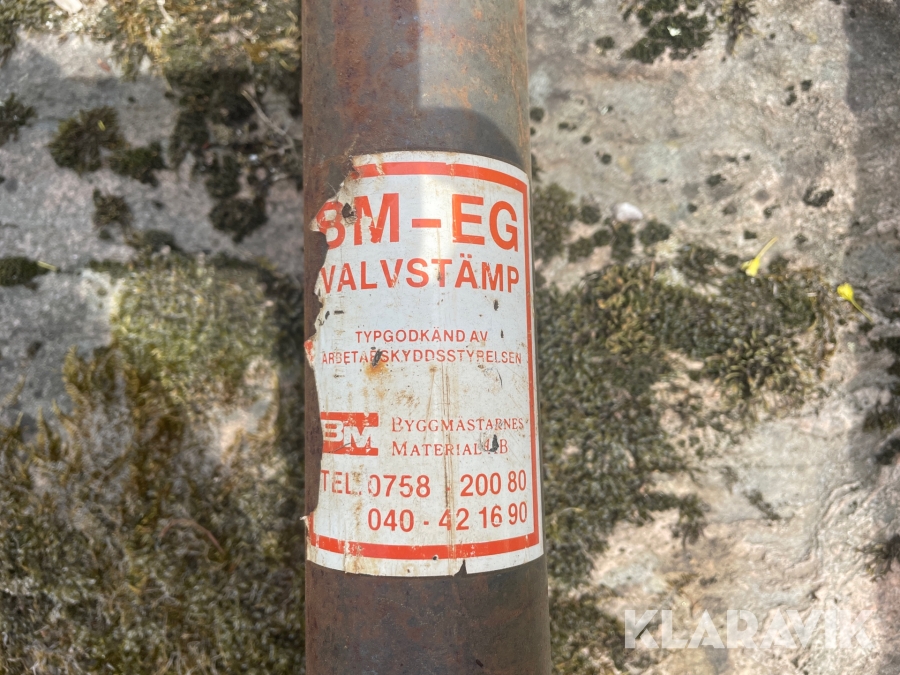 BM-EG
VALVSTÄMP
TYPGODKÄND AV
ARBETARSKYDDSSTYRELSEN
BM
BYGGMÄSTARNES
MATERIAL AB
TEL. 0758 - 200 80
040 - 42 16 90
KLARAVIK